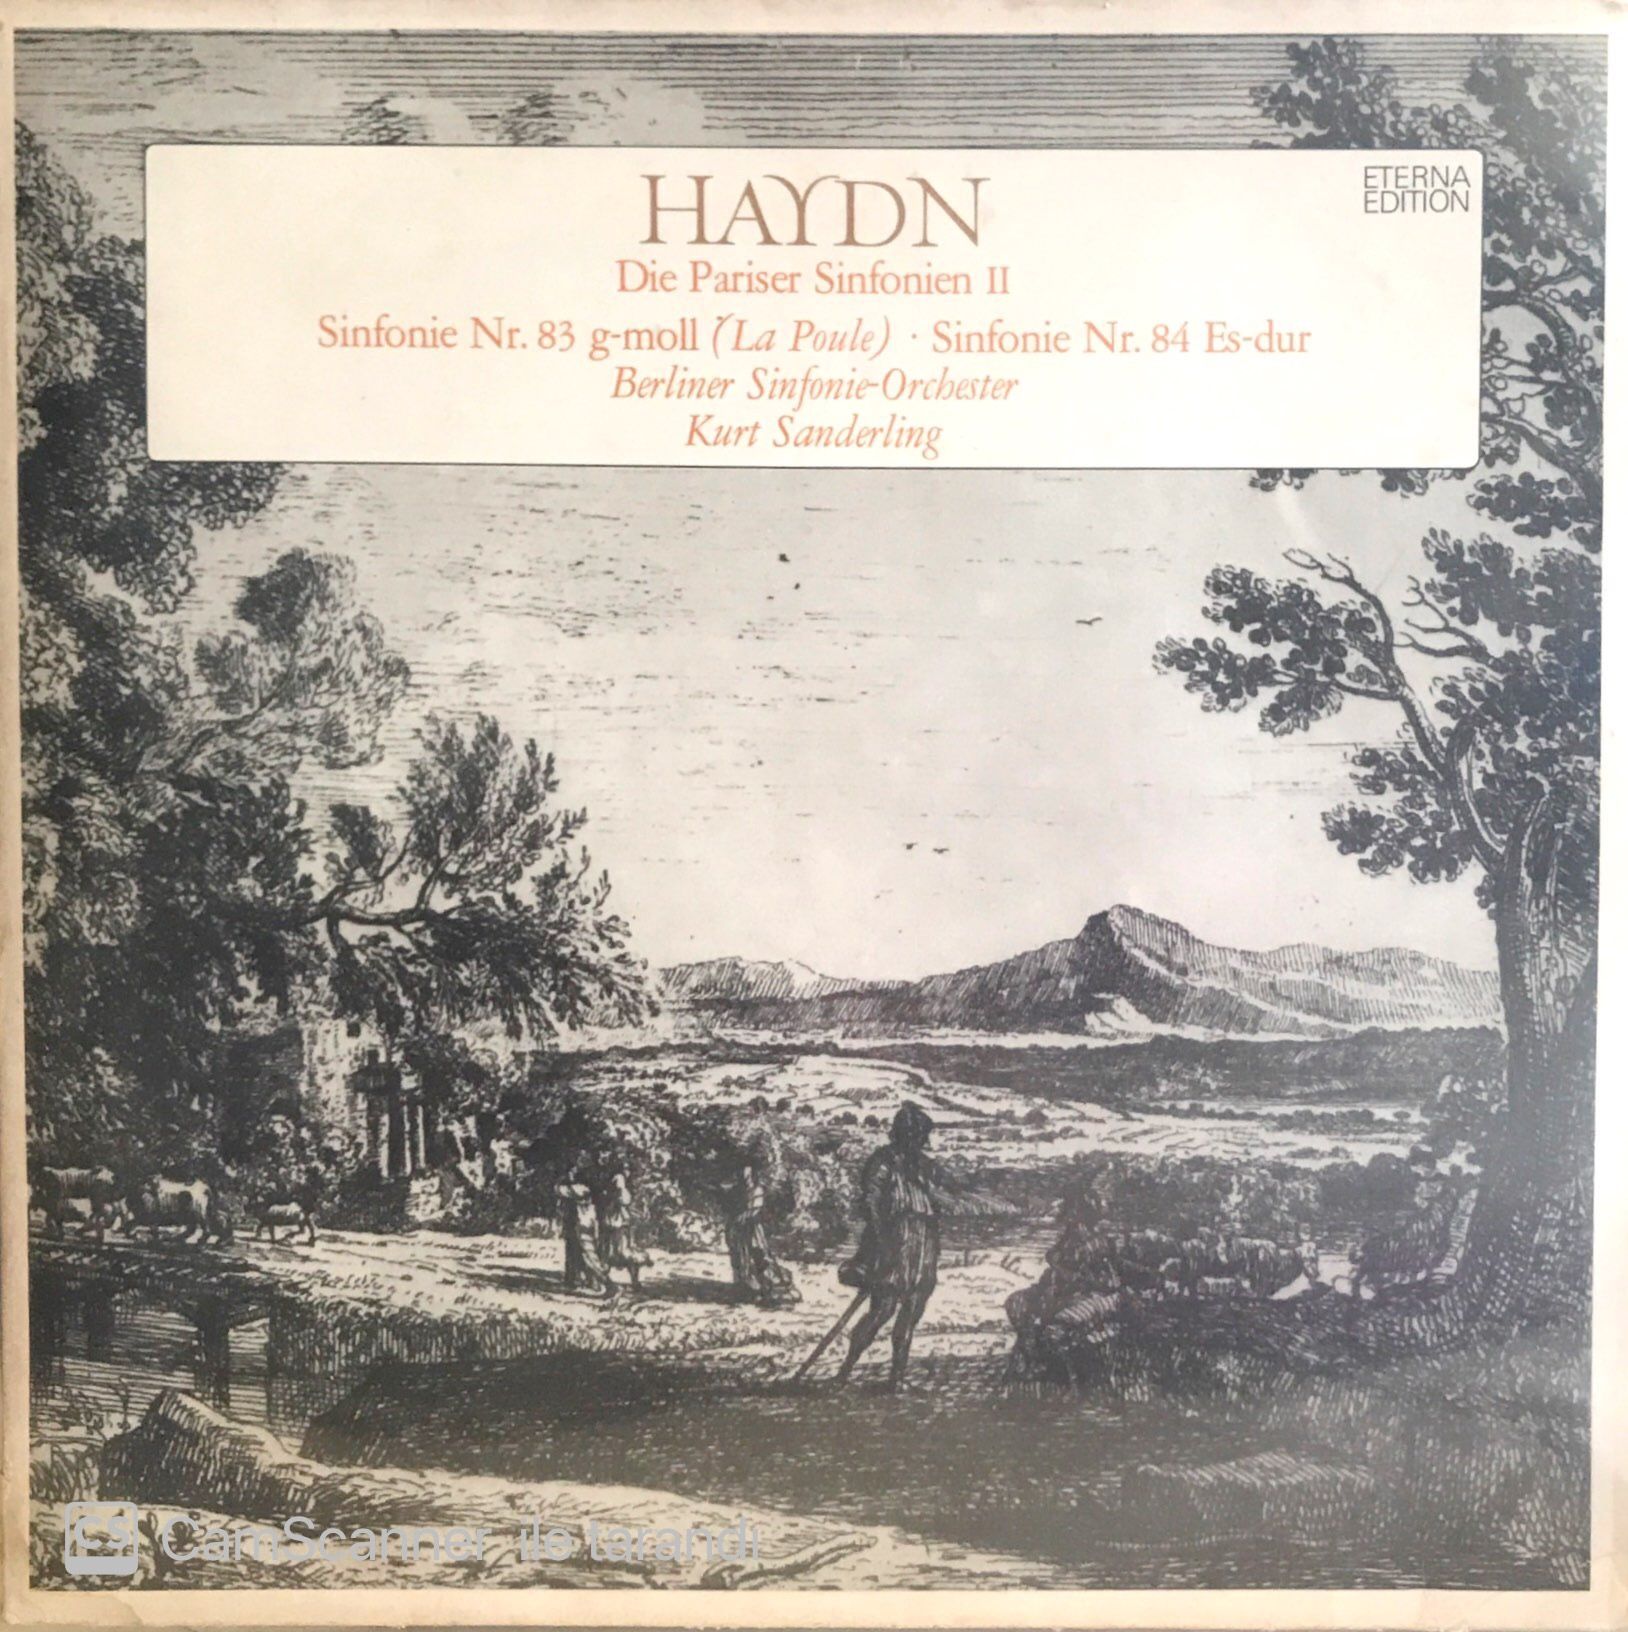 HAYDN
ETERNA
EDITION
Die Pariser Sinfonien II
Sinfonie Nr. 83 g-moll (La Poule) · Sinfonie Nr. 84 Es-dur
Berliner Sinfonie-Orchester
Kurt Sanderling
CS CamScanner ile tarandı